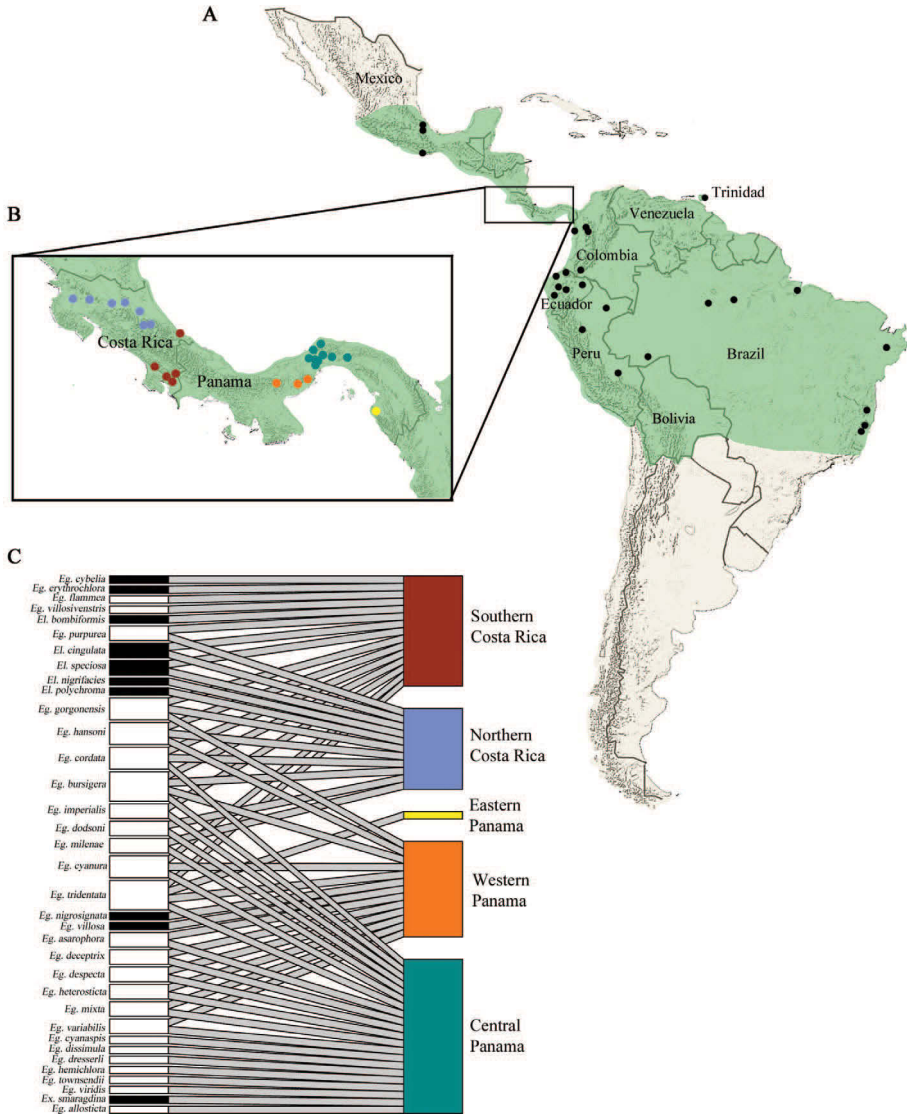 A
Mexico
Trinidad
Venezuela
B
Colombia
Ecuador
Costa Rica
Panama
Peru
Brazil
Bolivia
C
Eg. cybelia
Eg. erythrochlora
Eg. flammea
Eg. villosivenstris
El. bombiformis
Eg. purpurea
El. cingulata
El. speciosa
El. nigrifacies
El. polychroma
Eg. gorgonensis
Eg. hansoni
Eg. cordata
Eg. bursigera
Eg. imperialis
Eg. dodsoni
Eg. milenae
Eg. cyanura
Eg. tridentata
Eg. nigrosignata
Eg. villosa
Eg. asarophora
Eg. deceptrix
Eg. despecta
Eg. heterosticta
Eg. mixta
Eg. variabilis
Eg. cyanaspis
Eg. dissimula
Eg. dresserli
Eg. hemichlora
Eg. townsendii
Eg. viridis
Ex. smaragdina
Eg. allosticta
Southern
Costa Rica
Northern
Costa Rica
Eastern
Panama
Western
Panama
Central
Panama